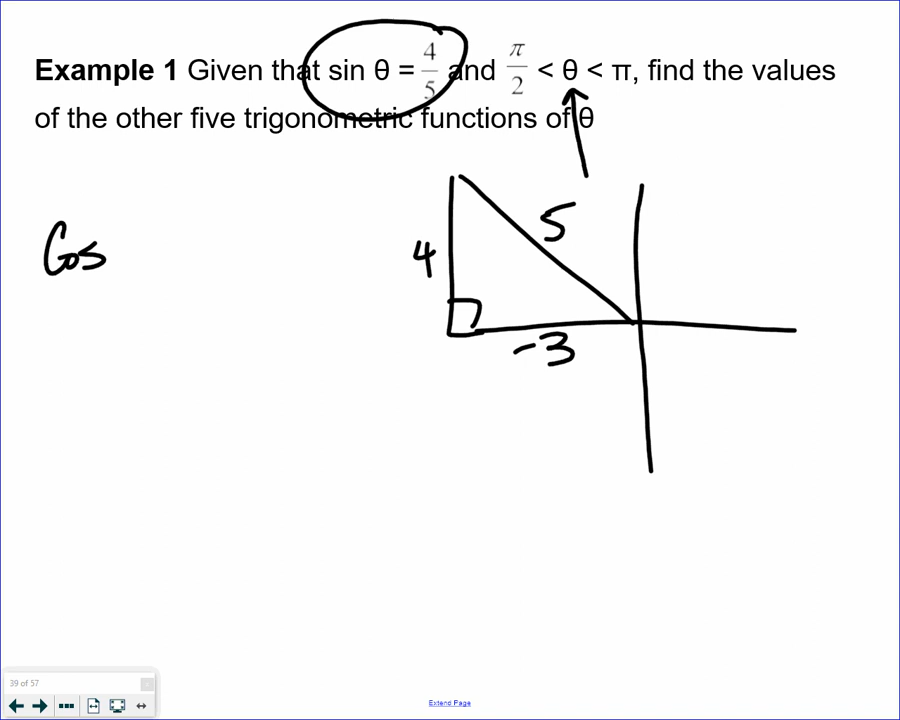 Example 1 Given that sin θ = 4/5 and π/2 < θ < π, find the values
of the other five trigonometric functions of θ
5
Cos
4
-3
39 of 57
Extend Page